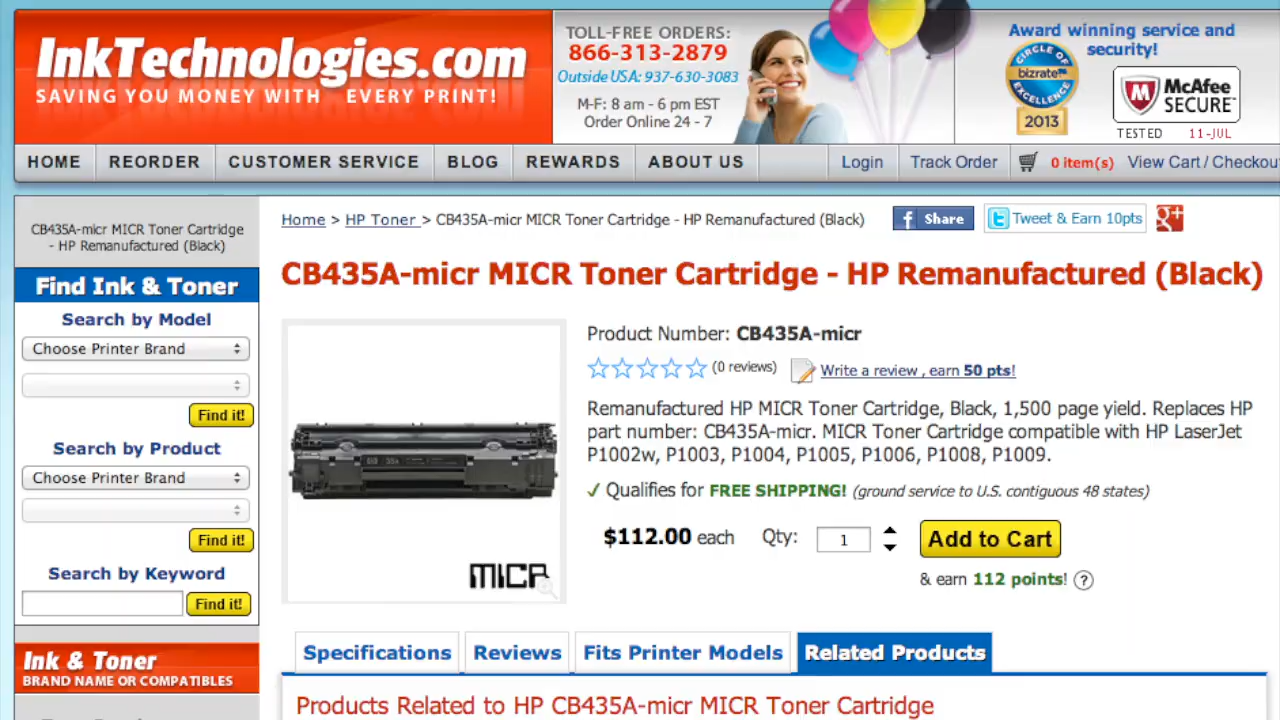 InkTechnologies.com
SAVING YOU MONEY WITH EVERY PRINT!
TOLL-FREE ORDERS:
866-313-2879
Outside USA: 937-630-3083
M-F: 8 am - 6 pm EST
Order Online 24 - 7
Award winning service and
security!
CIRCLE OF
bizrate™
EXCELLENCE
2013
McAfee
SECURE™
TESTED 11-JUL
HOME
REORDER
CUSTOMER SERVICE
BLOG
REWARDS
ABOUT US
Login
Track Order
0 item(s)
View Cart / Checkou
CB435A-micr MICR Toner Cartridge
- HP Remanufactured (Black)
Find Ink & Toner
Search by Model
Choose Printer Brand
Find it!
Search by Product
Choose Printer Brand
Find it!
Search by Keyword
Find it!
Ink & Toner
BRAND NAME OR COMPATIBLES
Home > HP Toner > CB435A-micr MICR Toner Cartridge - HP Remanufactured (Black)
f Share
Tweet & Earn 10pts
g+
CB435A-micr MICR Toner Cartridge - HP Remanufactured (Black)
MICR
Product Number: CB435A-micr
(0 reviews)
Write a review , earn 50 pts!
Remanufactured HP MICR Toner Cartridge, Black, 1,500 page yield. Replaces HP
part number: CB435A-micr. MICR Toner Cartridge compatible with HP LaserJet
P1002w, P1003, P1004, P1005, P1006, P1008, P1009.
✓ Qualifies for FREE SHIPPING! (ground service to U.S. contiguous 48 states)
$112.00 each
Qty:
1
Add to Cart
& earn 112 points! ?
Specifications
Reviews
Fits Printer Models
Related Products
Products Related to HP CB435A-micr MICR Toner Cartridge